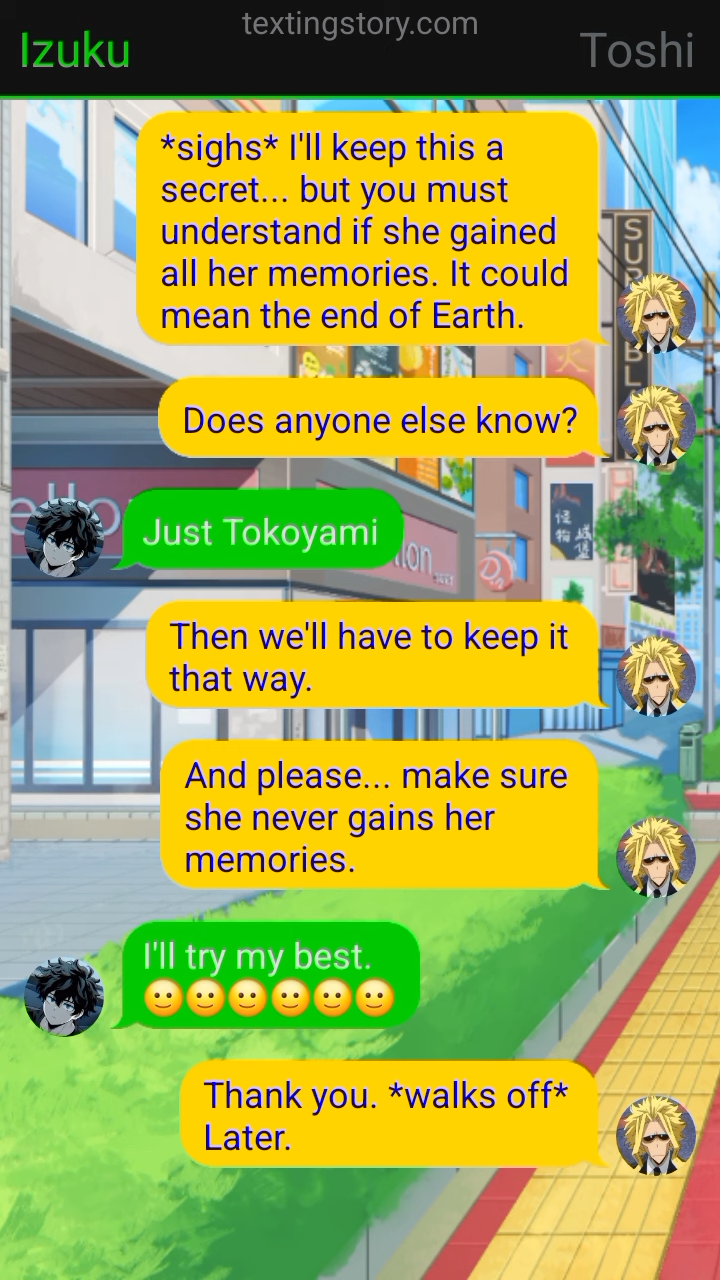 textingstory.com
Izuku
Toshi
*sighs* I'll keep this a
secret... but you must
understand if she gained
all her memories. It could
mean the end of Earth.
Does anyone else know?
Just Tokoyami
Then we'll have to keep it
that way.
And please... make sure
she never gains her
memories.
I'll try my best.
🙂🙂🙂🙂🙂🙂
Thank you. *walks off*
Later.